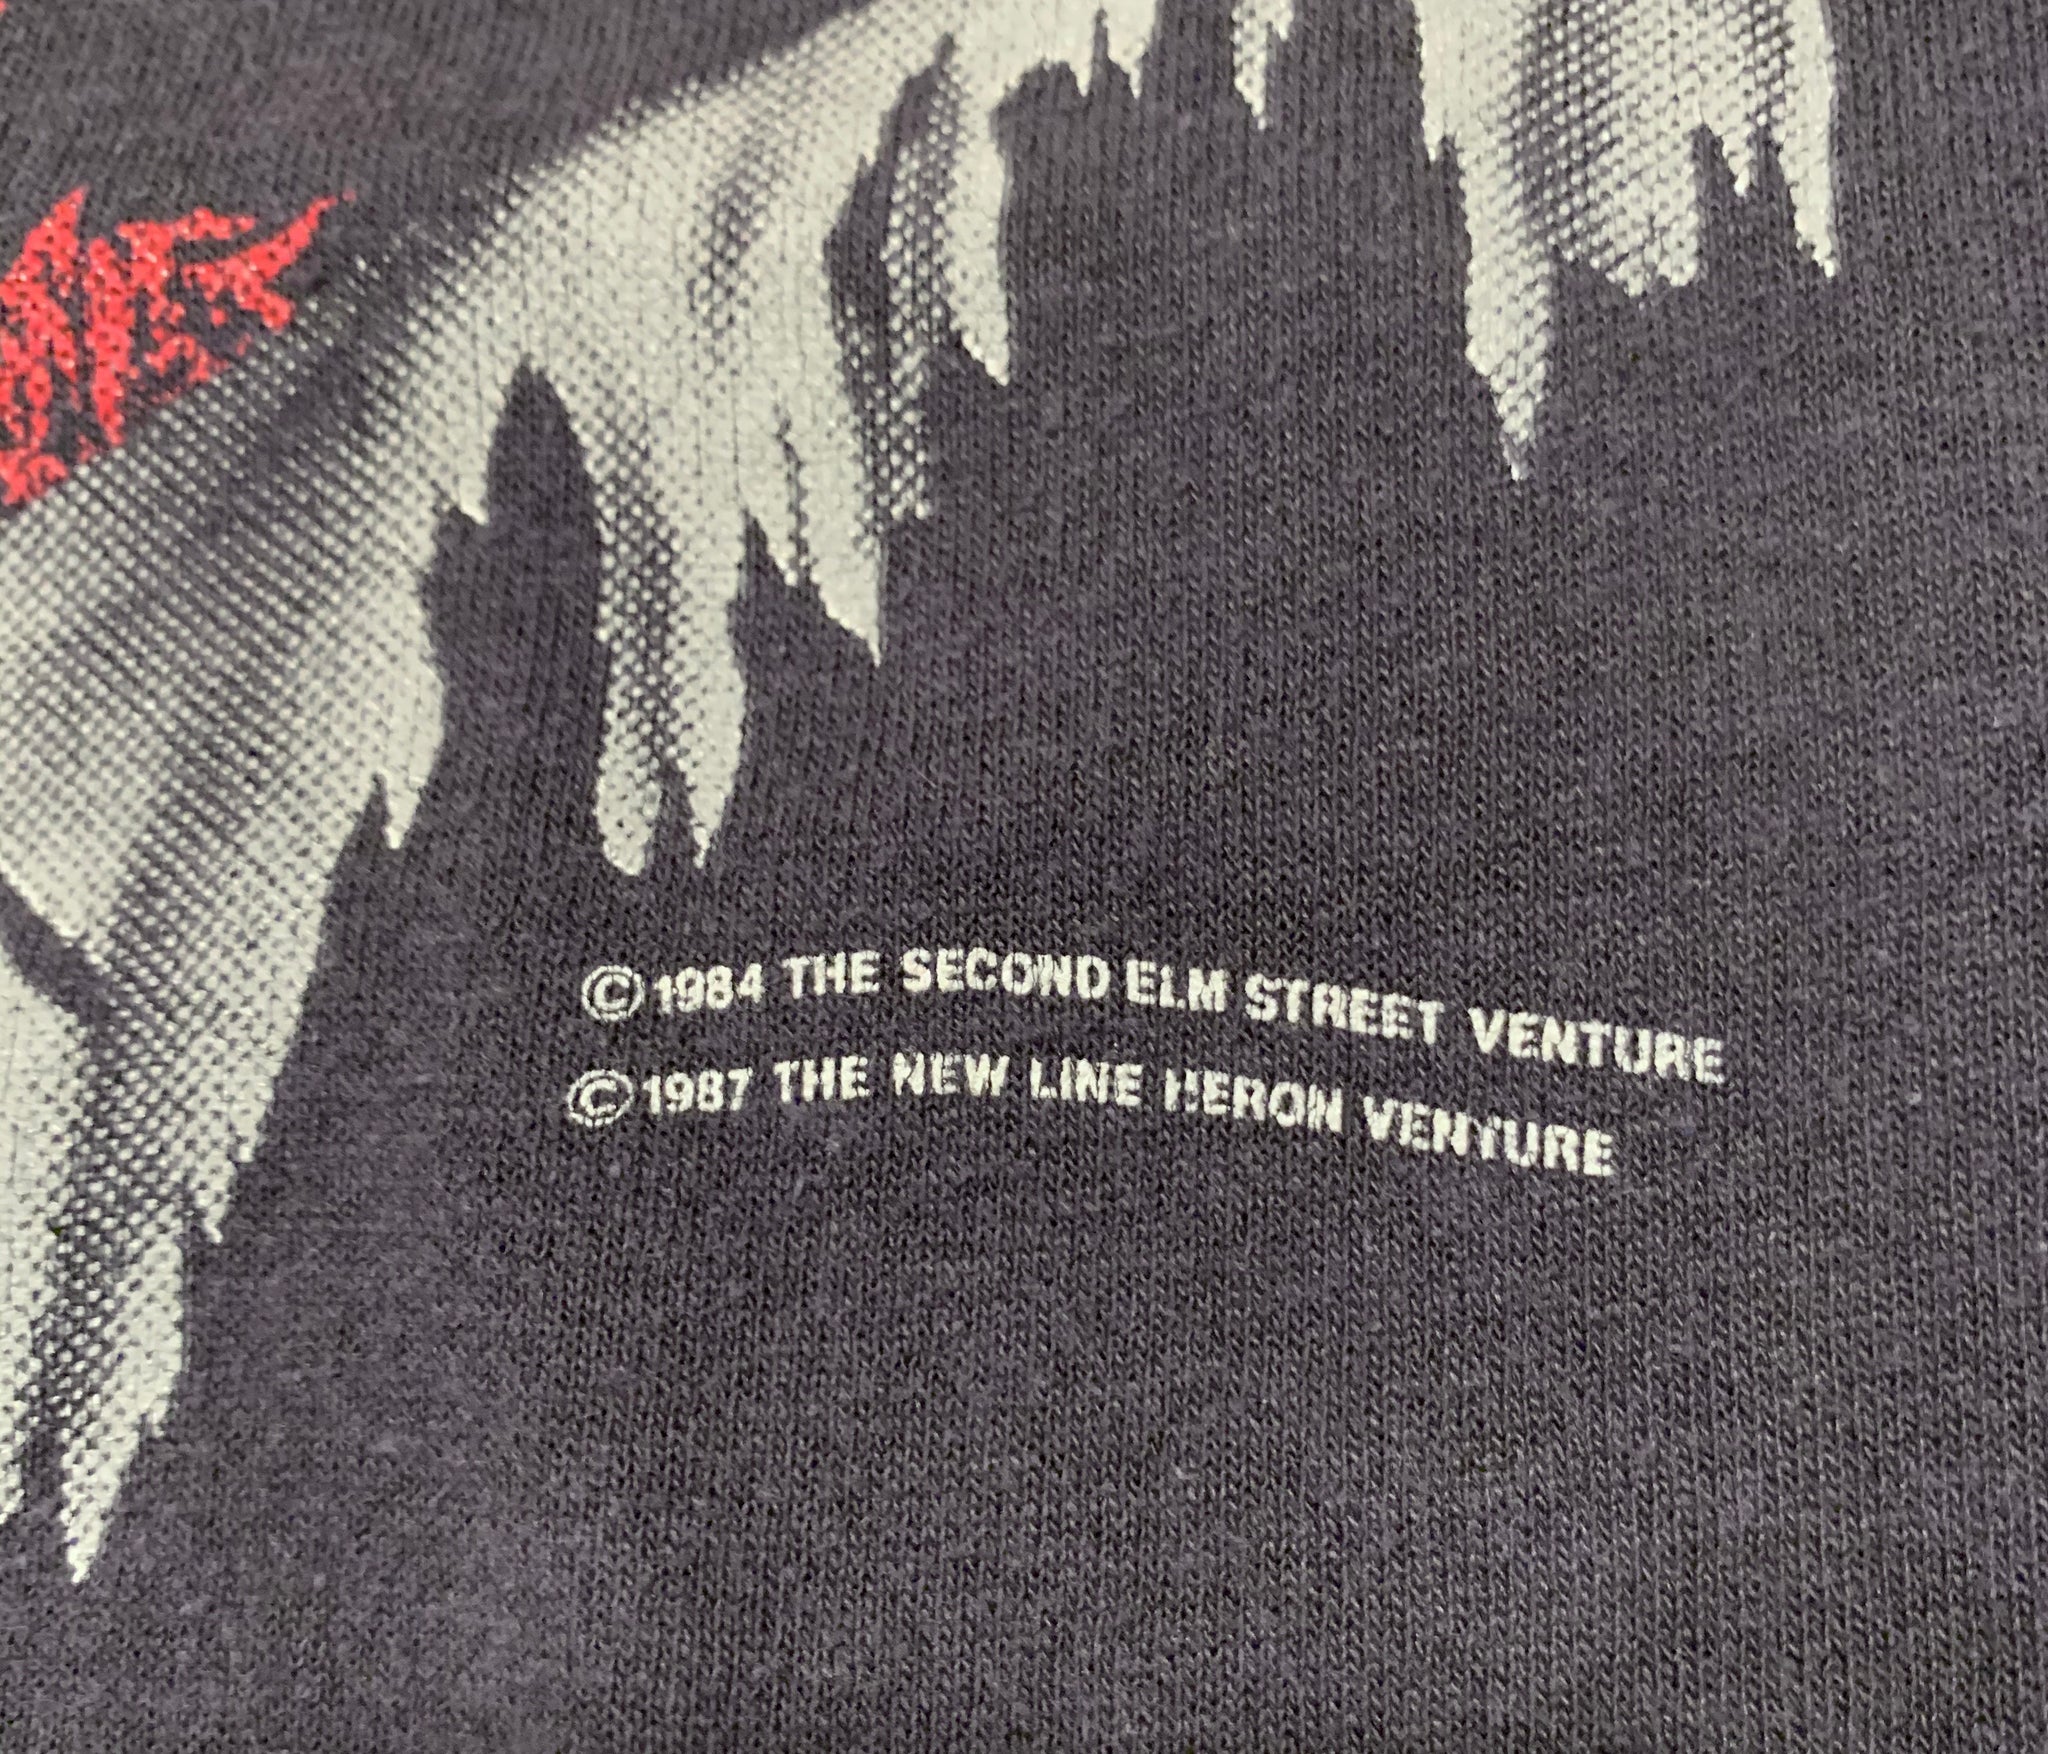 ©1984 THE SECOND ELM STREET VENTURE
©1987 THE NEW LINE HERON VENTURE